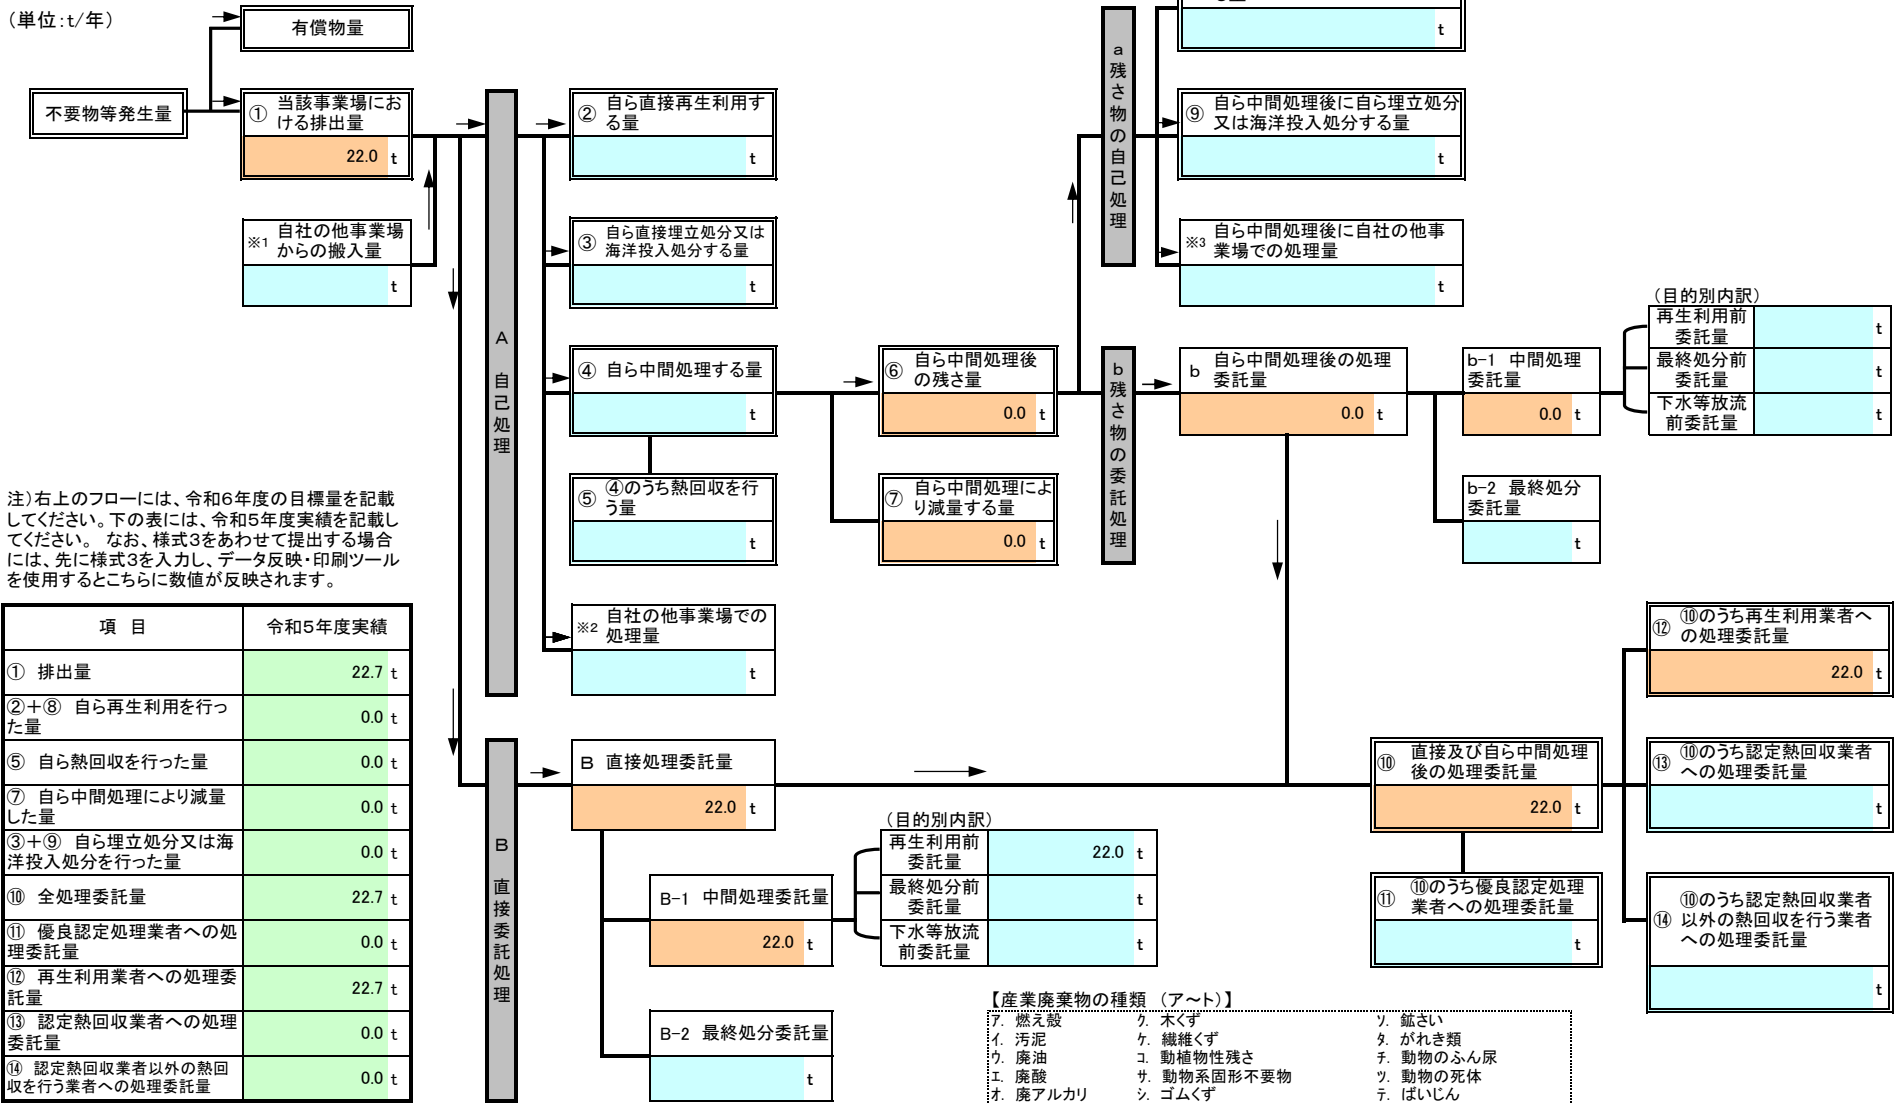 (単位:t/年)
有償物量
t
不要物等発生量
① 当該事業場にお
ける排出量
22.0 t
② 自ら直接再生利用す
る量
t
a 残さ物の自己処理
⑨ 自ら中間処理後に自ら埋立処分
又は海洋投入処分する量
t
※1 自社の他事業場
からの搬入量
t
③ 自ら直接埋立処分又は
海洋投入処分する量
t
※3 自ら中間処理後に自社の他事
業場での処理量
t
A 自己処理
④ 自ら中間処理する量
t
⑥ 自ら中間処理後
の残さ量
0.0 t
b 残さ物の委託処理
b 自ら中間処理後の処理
委託量
0.0 t
b-1 中間処理
委託量
0.0 t
(目的別内訳)
再生利用前
委託量
t
最終処分前
委託量
t
下水等放流
前委託量
t
⑤ ④のうち熱回収を行
う量
t
⑦ 自ら中間処理によ
り減量する量
0.0 t
b-2 最終処分
委託量
t
注)右上のフローには、令和6年度の目標量を記載
してください。下の表には、令和5年度実績を記載し
てください。 なお、様式3をあわせて提出する場合
には、先に様式3を入力し、データ反映・印刷ツール
を使用するとこちらに数値が反映されます。
※2 自社の他事業場での
処理量
t
項 目 令和5年度実績
① 排出量 22.7 t
②+⑧ 自ら再生利用を行っ
た量 0.0 t
⑤ 自ら熱回収を行った量 0.0 t
⑦ 自ら中間処理により減量
した量 0.0 t
③+⑨ 自ら埋立処分又は海
洋投入処分を行った量 0.0 t
⑩ 全処理委託量 22.7 t
⑪ 優良認定処理業者への処
理委託量 0.0 t
⑫ 再生利用業者への処理委
託量 22.7 t
⑬ 認定熱回収業者への処理
委託量 0.0 t
⑭ 認定熱回収業者以外の熱回
収を行う業者への処理委託量 0.0 t
B 直接委託処理
B 直接処理委託量
22.0 t
B-1 中間処理委託量
22.0 t
(目的別内訳)
再生利用前
委託量
22.0 t
最終処分前
委託量
t
下水等放流
前委託量
t
B-2 最終処分委託量
t
⑩ 直接及び自ら中間処理
後の処理委託量
22.0 t
⑪ ⑩のうち優良認定処理
業者への処理委託量
t
⑫ ⑩のうち再生利用業者へ
の処理委託量
22.0 t
⑬ ⑩のうち認定熱回収業者
への処理委託量
t
⑭ ⑩のうち認定熱回収業者
以外の熱回収を行う業者
への処理委託量
t
【産業廃棄物の種類 (ア~ト)】
ア. 燃え殻 ク. 木くず ソ. 鉱さい
イ. 汚泥 ケ. 繊維くず タ. がれき類
ウ. 廃油 コ. 動植物性残さ チ. 動物のふん尿
エ. 廃酸 サ. 動物系固形不要物 ツ. 動物の死体
オ. 廃アルカリ シ. ゴムくず テ. ばいじん